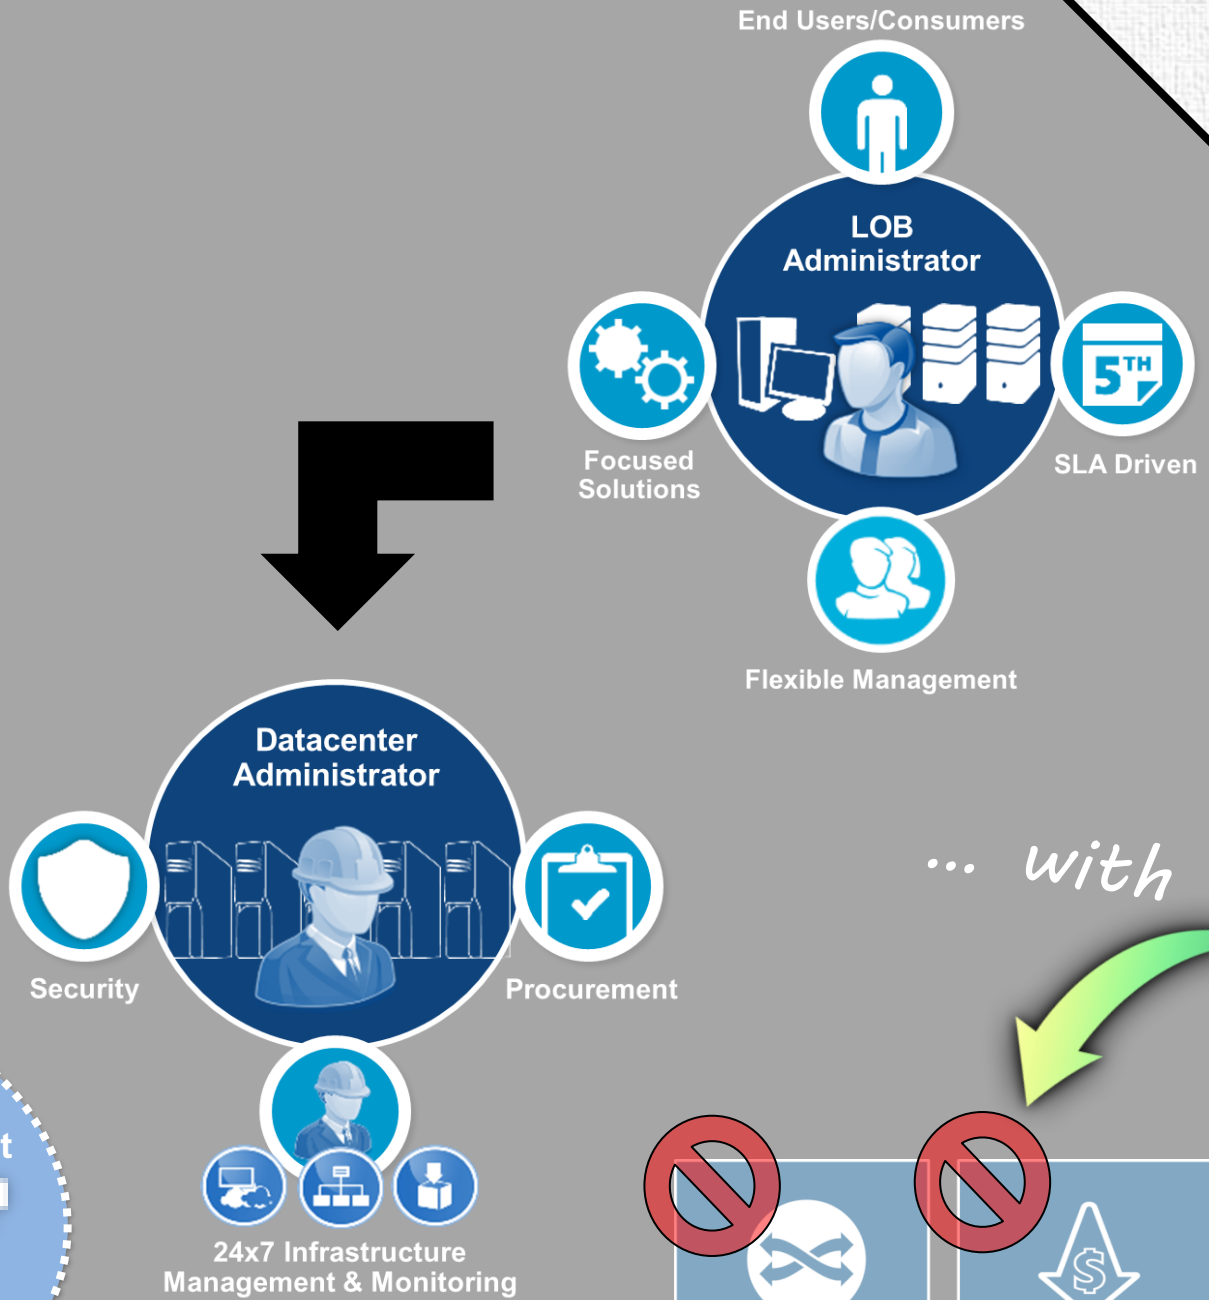 End Users/Consumers
LOB
Administrator
5TH
Focused
Solutions
SLA Driven
Flexible Management
Datacenter
Administrator
... with
Security
Procurement
24x7 Infrastructure
Management & Monitoring
$